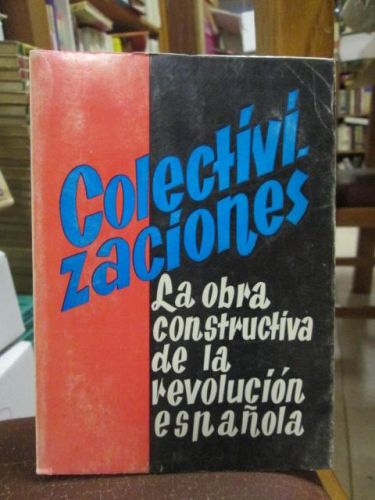 Colectivi-
zaciones
La obra
constructiva
de la
revolución
española